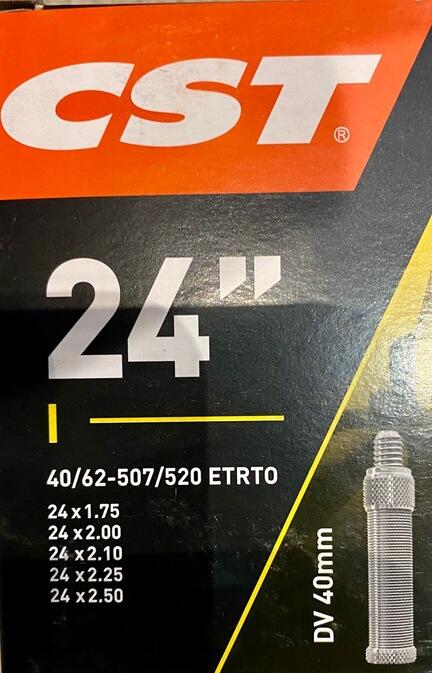 CST®
24”
40/62-507/520 ETRTO
24 x 1.75
24 x 2.00
24 x 2.10
24 x 2.25
24 x 2.50
DV 40mm